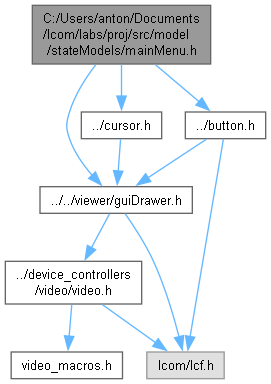 C:/Users/anton/Documents
/lcom/labs/proj/src/model
/stateModels/mainMenu.h
../cursor.h
../button.h
../../viewer/guiDrawer.h
../device_controllers
/video/video.h
video_macros.h
lcom/lcf.h